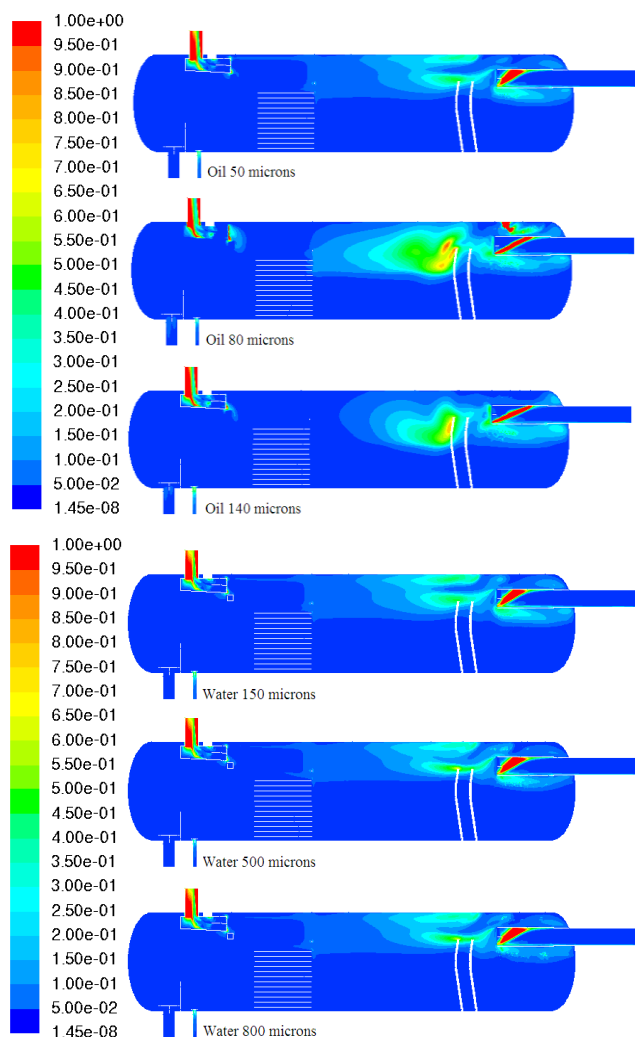 1.00e+00
9.50e-01
9.00e-01
8.50e-01
8.00e-01
7.50e-01
7.00e-01
6.50e-01
6.00e-01
5.50e-01
5.00e-01
4.50e-01
4.00e-01
3.50e-01
3.00e-01
2.50e-01
2.00e-01
1.50e-01
1.00e-01
5.00e-02
1.45e-08
Oil 50 microns
Oil 80 microns
Oil 140 microns
1.00e+00
9.50e-01
9.00e-01
8.50e-01
8.00e-01
7.50e-01
7.00e-01
6.50e-01
6.00e-01
5.50e-01
5.00e-01
4.50e-01
4.00e-01
3.50e-01
3.00e-01
2.50e-01
2.00e-01
1.50e-01
1.00e-01
5.00e-02
1.45e-08
Water 150 microns
Water 500 microns
Water 800 microns